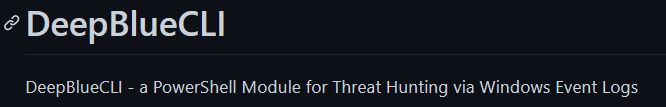 DeepBlueCLI
DeepBlueCLI - a PowerShell Module for Threat Hunting via Windows Event Logs